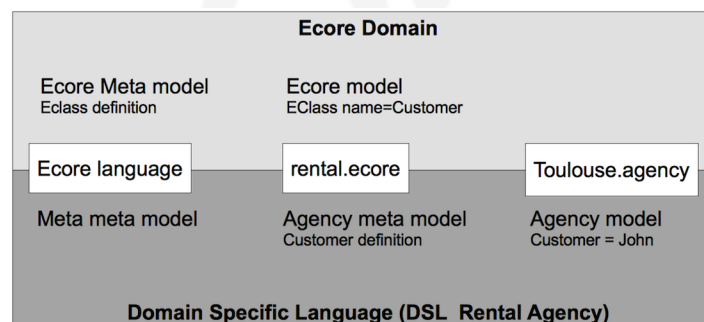 Ecore Domain
Ecore Meta model
Eclass definition
Ecore model
EClass name=Customer
Ecore language
rental.ecore
Toulouse.agency
Meta meta model
Agency meta model
Customer definition
Agency model
Customer = John
Domain Specific Language (DSL Rental Agency)